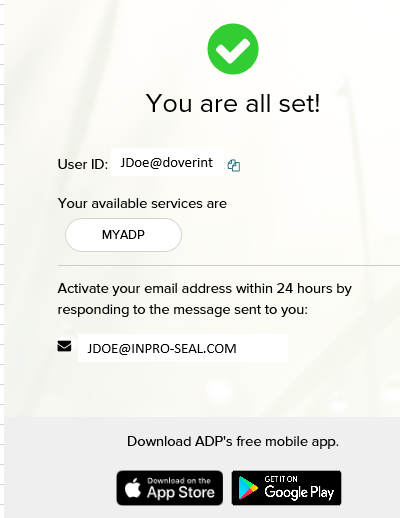 You are all set!
User ID: JDoe@doverint
Your available services are
MYADP
Activate your email address within 24 hours by
responding to the message sent to you:
JDOE@INPRO-SEAL.COM
Download ADP's free mobile app.
Download on the
App Store
GET IT ON
Google Play